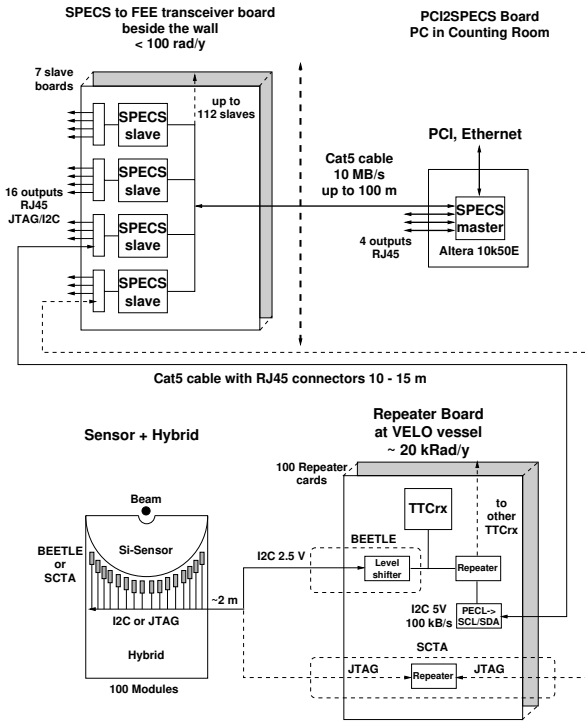 SPECS to FEE transceiver board
beside the wall
< 100 rad/y
PCI2SPECS Board
PC in Counting Room
7 slave
boards
up to
112 slaves
SPECS
slave
SPECS
slave
SPECS
slave
SPECS
slave
16 outputs
RJ45
JTAG/I2C
Cat5 cable
10 MB/s
up to 100 m
PCI, Ethernet
SPECS
master
Altera 10k50E
4 outputs
RJ45
Cat5 cable with RJ45 connectors 10 - 15 m
Sensor + Hybrid
Repeater Board
at VELO vessel
~ 20 kRad/y
100 Repeater
cards
Beam
Si-Sensor
BEETLE
or
SCTA
I2C or JTAG
~2 m
Hybrid
100 Modules
TTCrx
to
other
TTCrx
BEETLE
I2C 2.5 V
Level
shifter
Repeater
I2C 5V
100 kB/s
PECL->
SCL/SDA
SCTA
JTAG
Repeater
JTAG